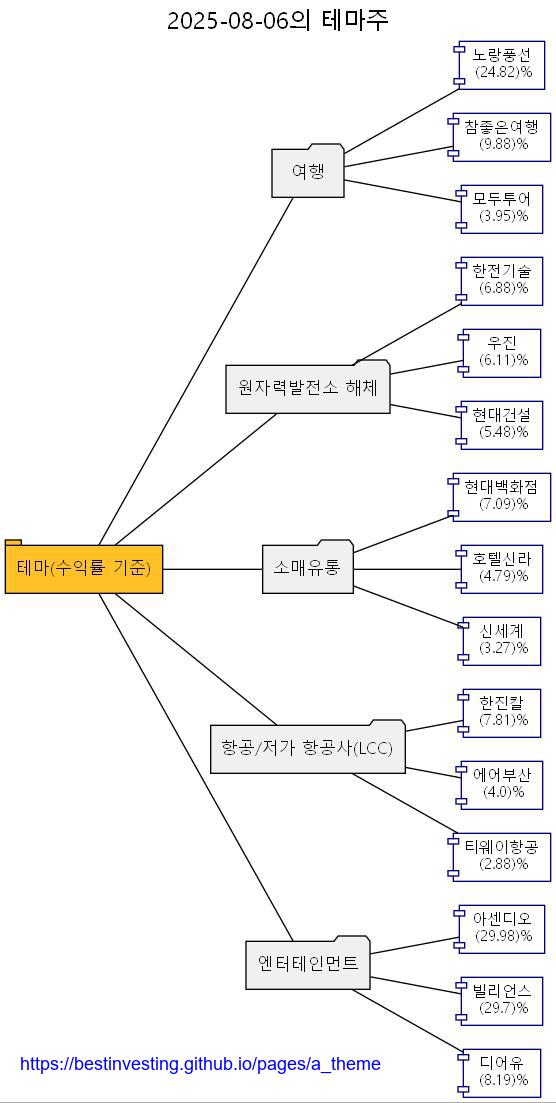 2025-08-06의 테마주
노랑풍선
(24.82)%
참좋은여행
(9.88)%
여행
모두투어
(3.95)%
한전기술
(6.88)%
우진
(6.11)%
원자력발전소 해체
현대건설
(5.48)%
현대백화점
(7.09)%
테마(수익률 기준)
소매유통
호텔신라
(4.79)%
신세계
(3.27)%
한진칼
(7.81)%
항공/저가 항공사(LCC)
에어부산
(4.0)%
티웨이항공
(2.88)%
아센디오
(29.98)%
엔터테인먼트
빌리언스
(29.7)%
디어유
(8.19)%
https://bestinvesting.github.io/pages/a_theme